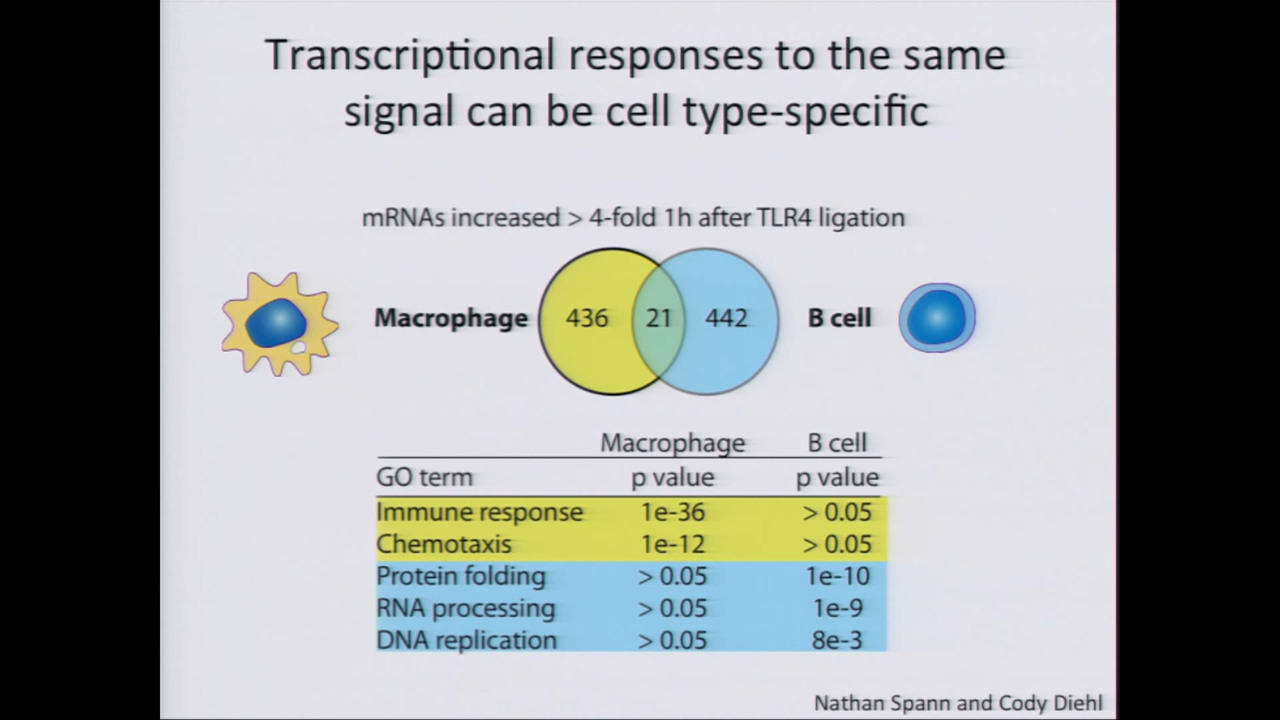 Transcriptional responses to the same
signal can be cell type-specific
mRNAs increased > 4-fold 1h after TLR4 ligation
Macrophage 436 21 442 B cell
Macrophage B cell
GO term p value p value
Immune response 1e-36 > 0.05
Chemotaxis 1e-12 > 0.05
Protein folding > 0.05 1e-10
RNA processing > 0.05 1e-9
DNA replication > 0.05 8e-3
Nathan Spann and Cody Diehl